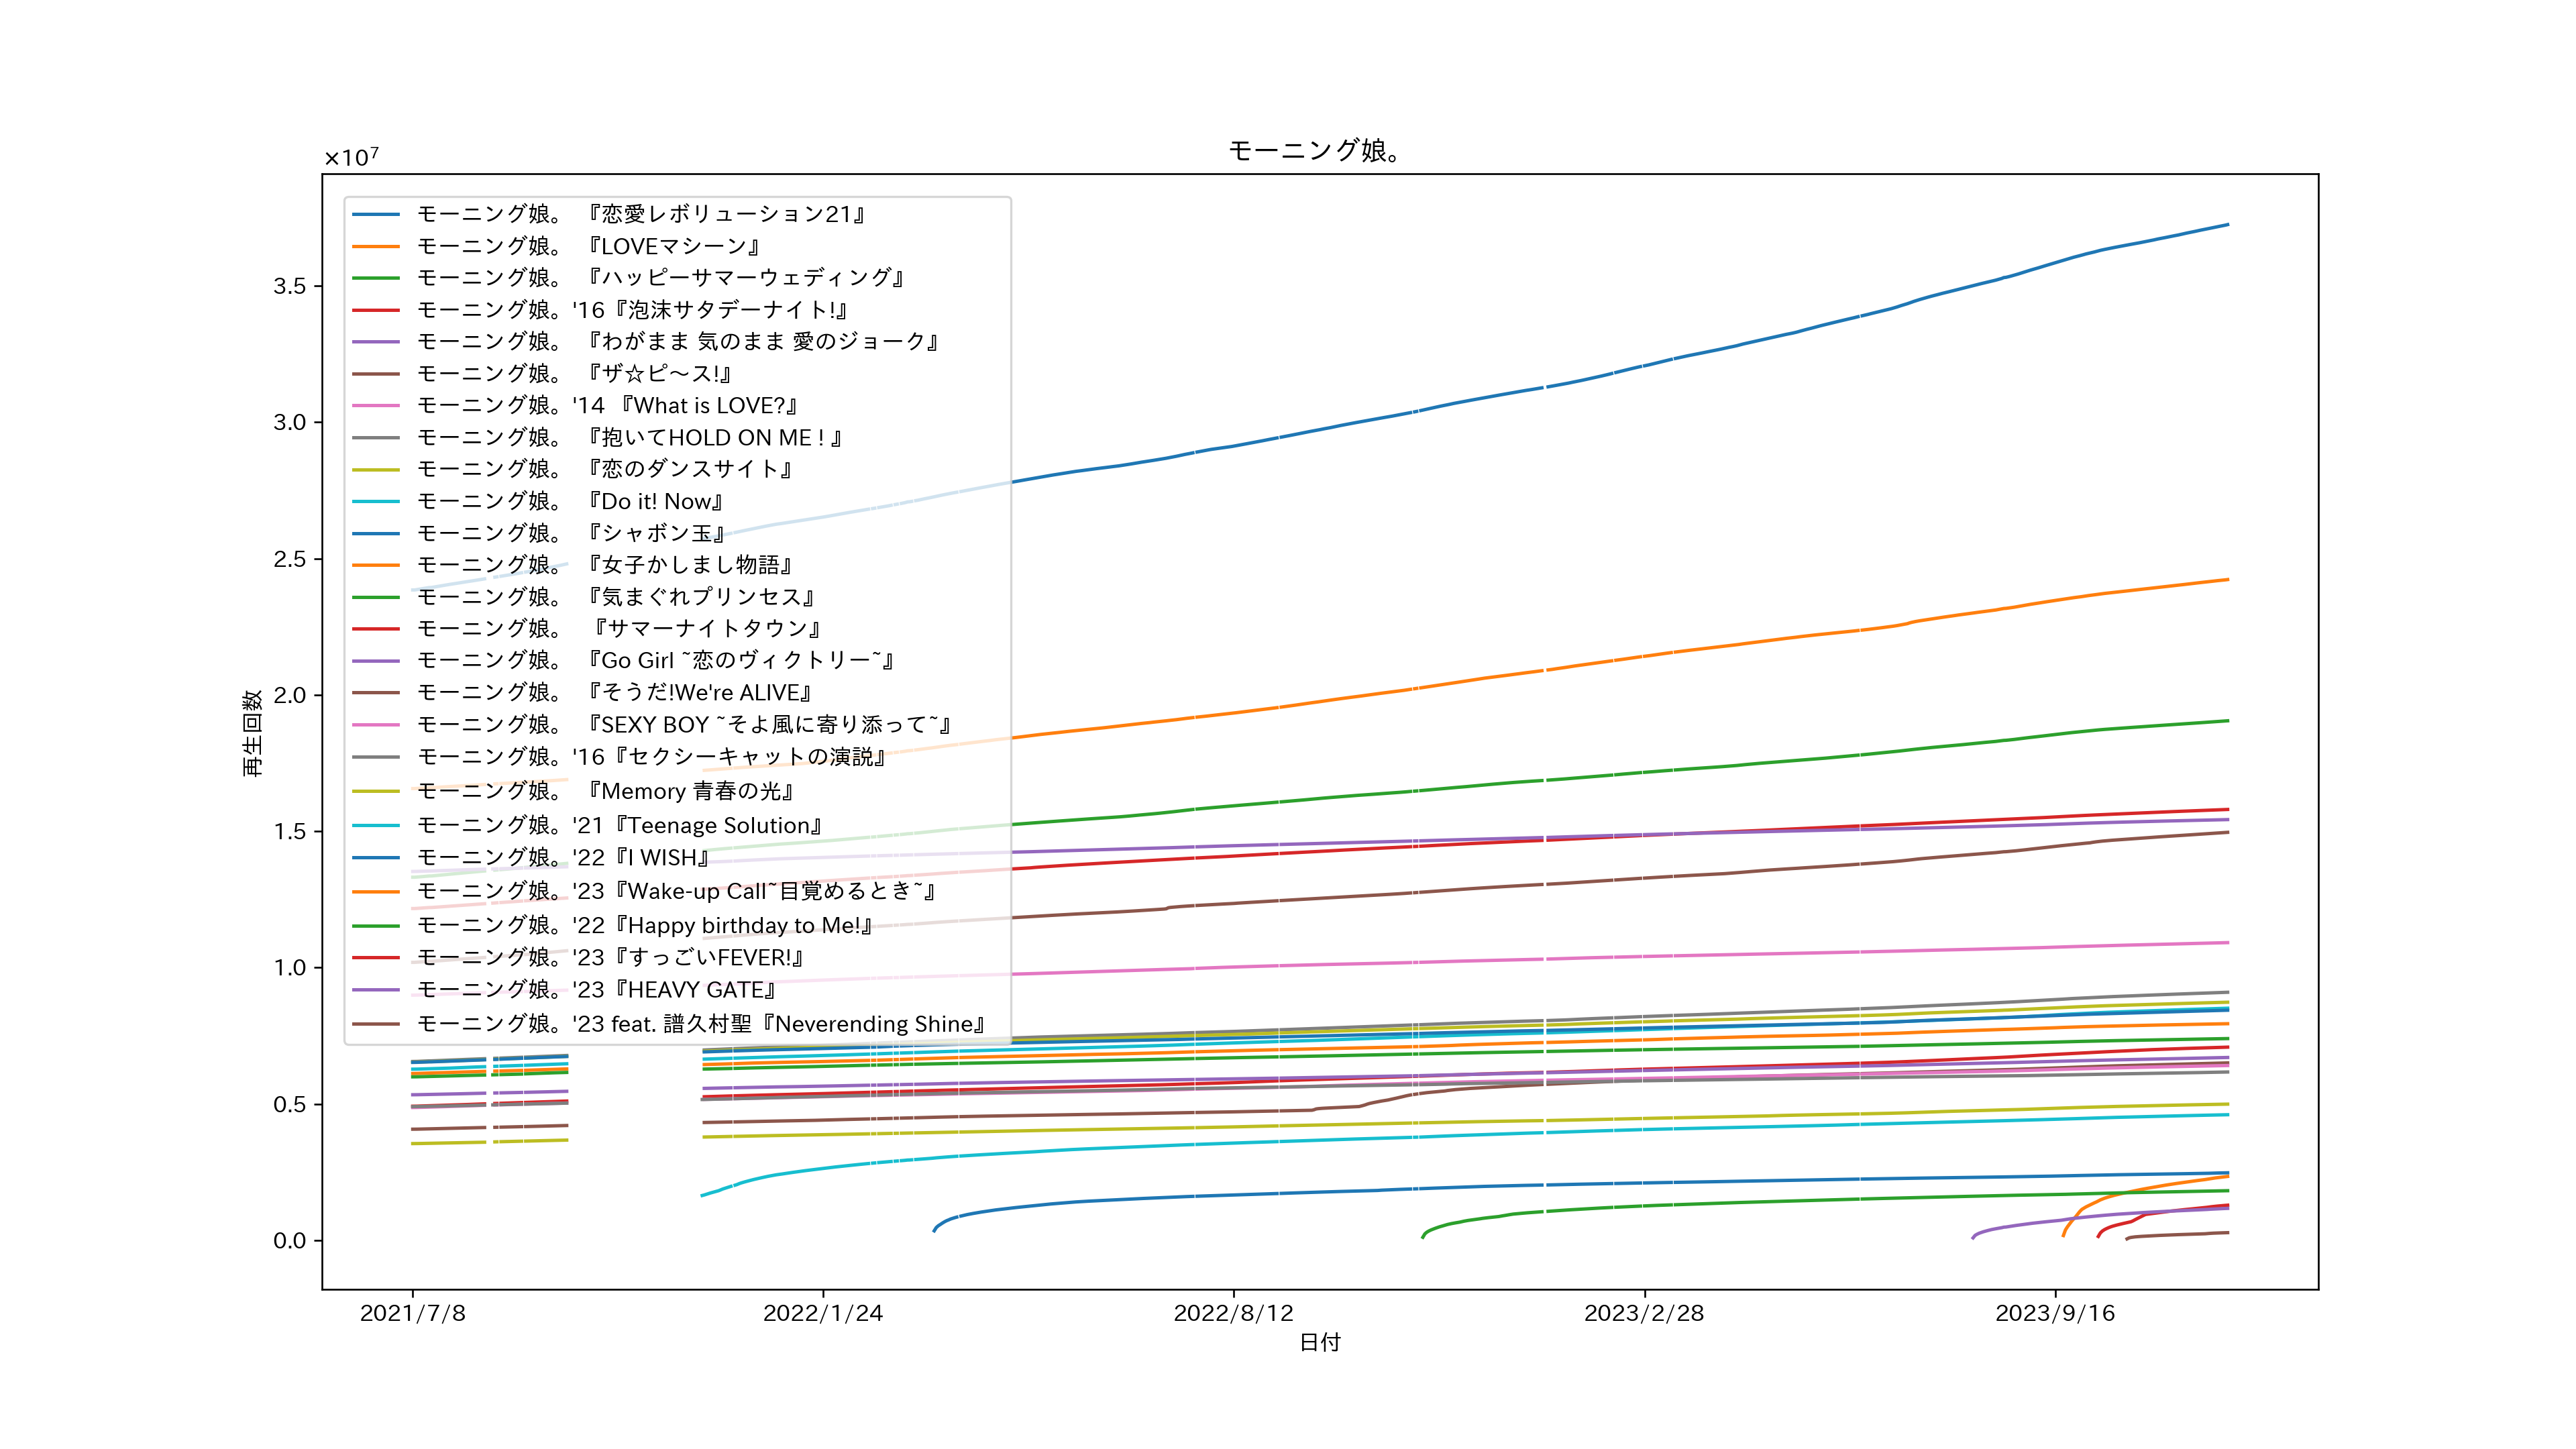 モーニング娘。
×10⁷
モーニング娘。 『恋愛レボリューション21』
モーニング娘。 『LOVEマシーン』
モーニング娘。 『ハッピーサマーウェディング』
モーニング娘。'16『泡沫サタデーナイト!』
モーニング娘。 『わがまま 気のまま 愛のジョーク』
モーニング娘。 『ザ☆ピ～ス!』
モーニング娘。'14 『What is LOVE?』
モーニング娘。 『抱いてHOLD ON ME ! 』
モーニング娘。 『恋のダンスサイト』
モーニング娘。 『Do it! Now』
モーニング娘。 『シャボン玉』
モーニング娘。 『女子かしまし物語』
モーニング娘。 『気まぐれプリンセス』
モーニング娘。 『サマーナイトタウン』
モーニング娘。 『Go Girl ~恋のヴィクトリー~』
モーニング娘。 『そうだ!We're ALIVE』
モーニング娘。 『SEXY BOY ~そよ風に寄り添って~』
モーニング娘。'16『セクシーキャットの演説』
モーニング娘。 『Memory 青春の光』
モーニング娘。'21『Teenage Solution』
モーニング娘。'22『I WISH』
モーニング娘。'23『Wake-up Call~目覚めるとき~』
モーニング娘。'22『Happy birthday to Me!』
モーニング娘。'23『すっごいFEVER!』
モーニング娘。'23『HEAVY GATE』
モーニング娘。'23 feat. 譜久村聖『Neverending Shine』
3.5
3.0
2.5
2.0
1.5
1.0
0.5
0.0
再生回数
2021/7/8
2022/1/24
2022/8/12
2023/2/28
2023/9/16
日付